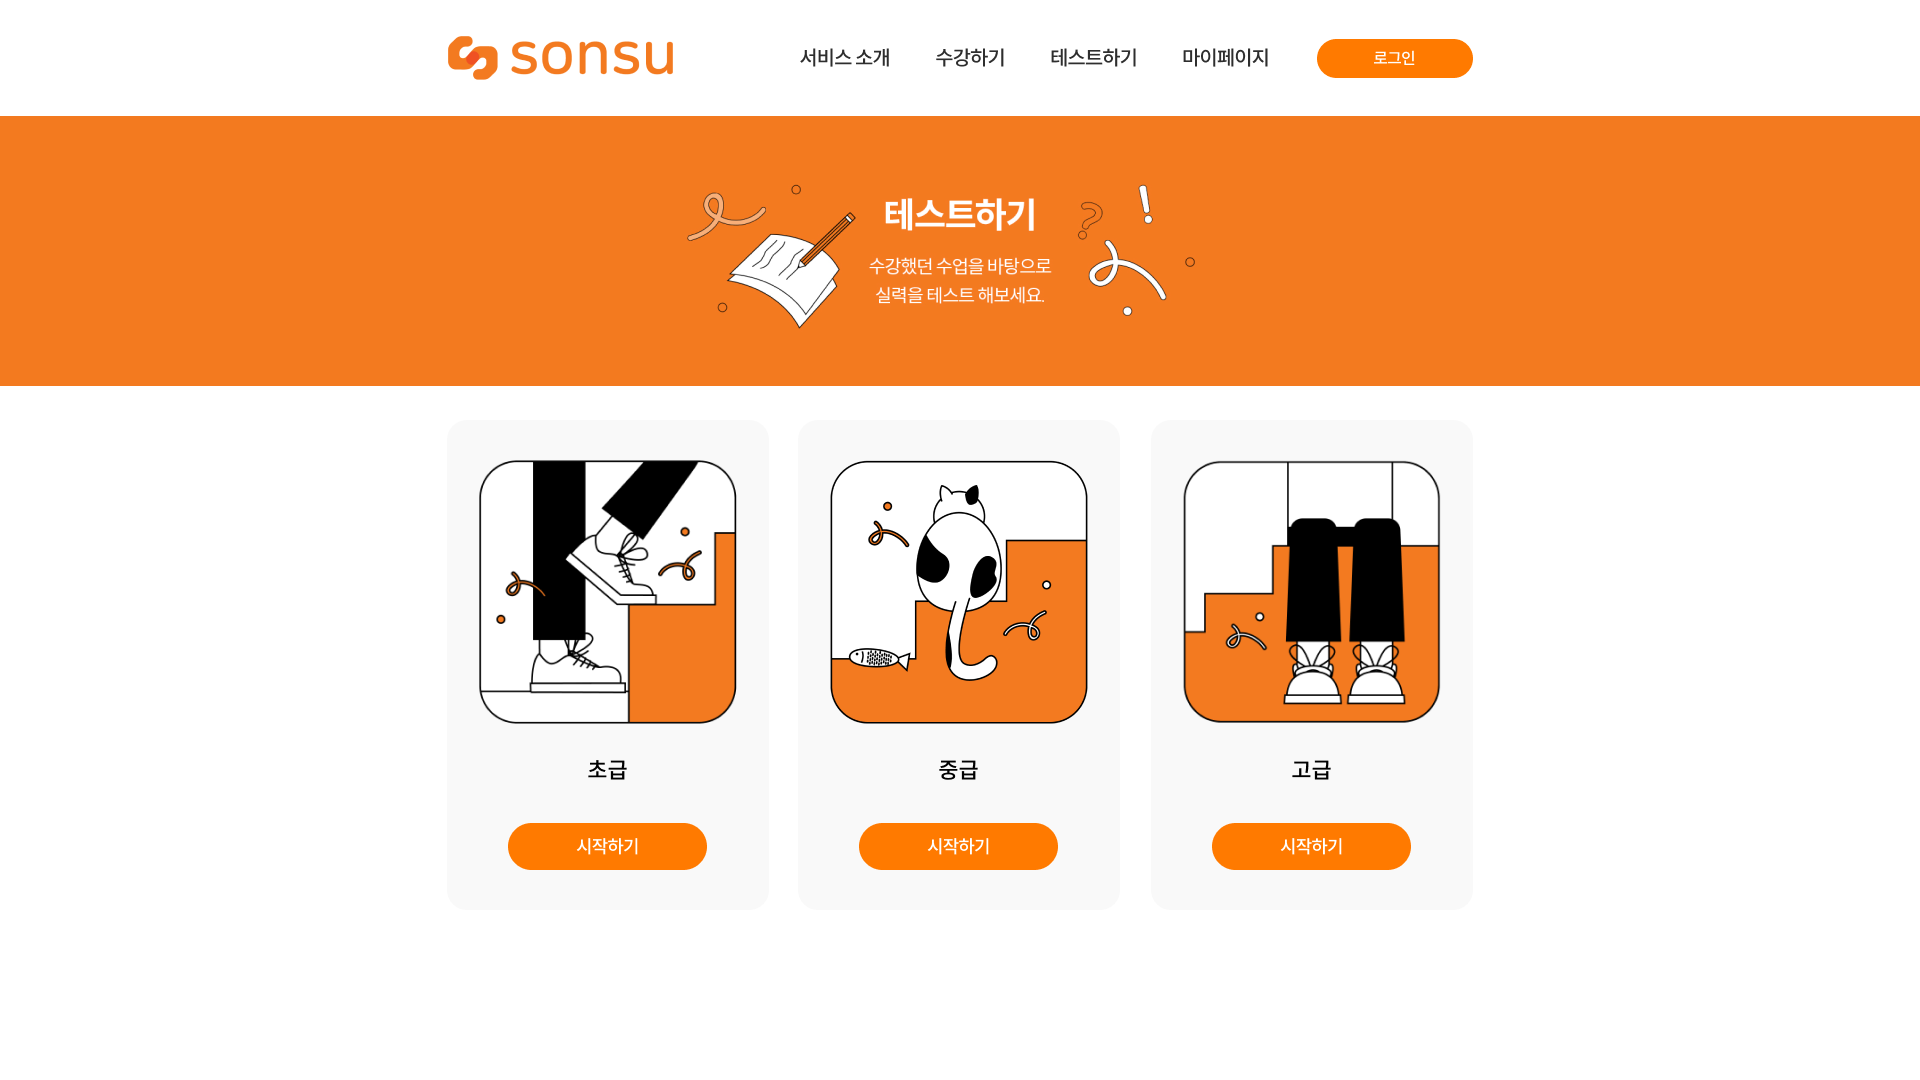 sonsu
서비스 소개
수강하기
테스트하기
마이페이지
로그인
테스트하기
수강했던 수업을 바탕으로
실력을 테스트 해보세요.
초급
중급
고급
시작하기
시작하기
시작하기